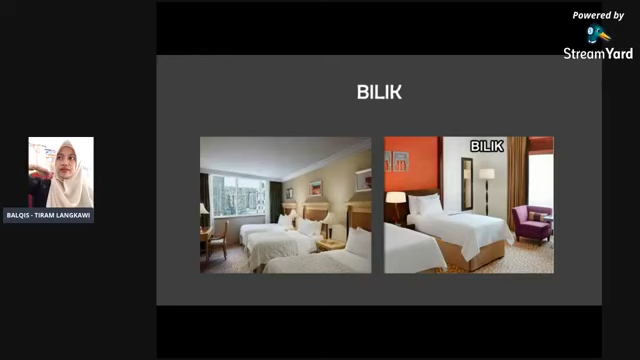 Powered by
StreamYard
BILIK
BILIK
BALQIS - TIRAM LANGKAWI